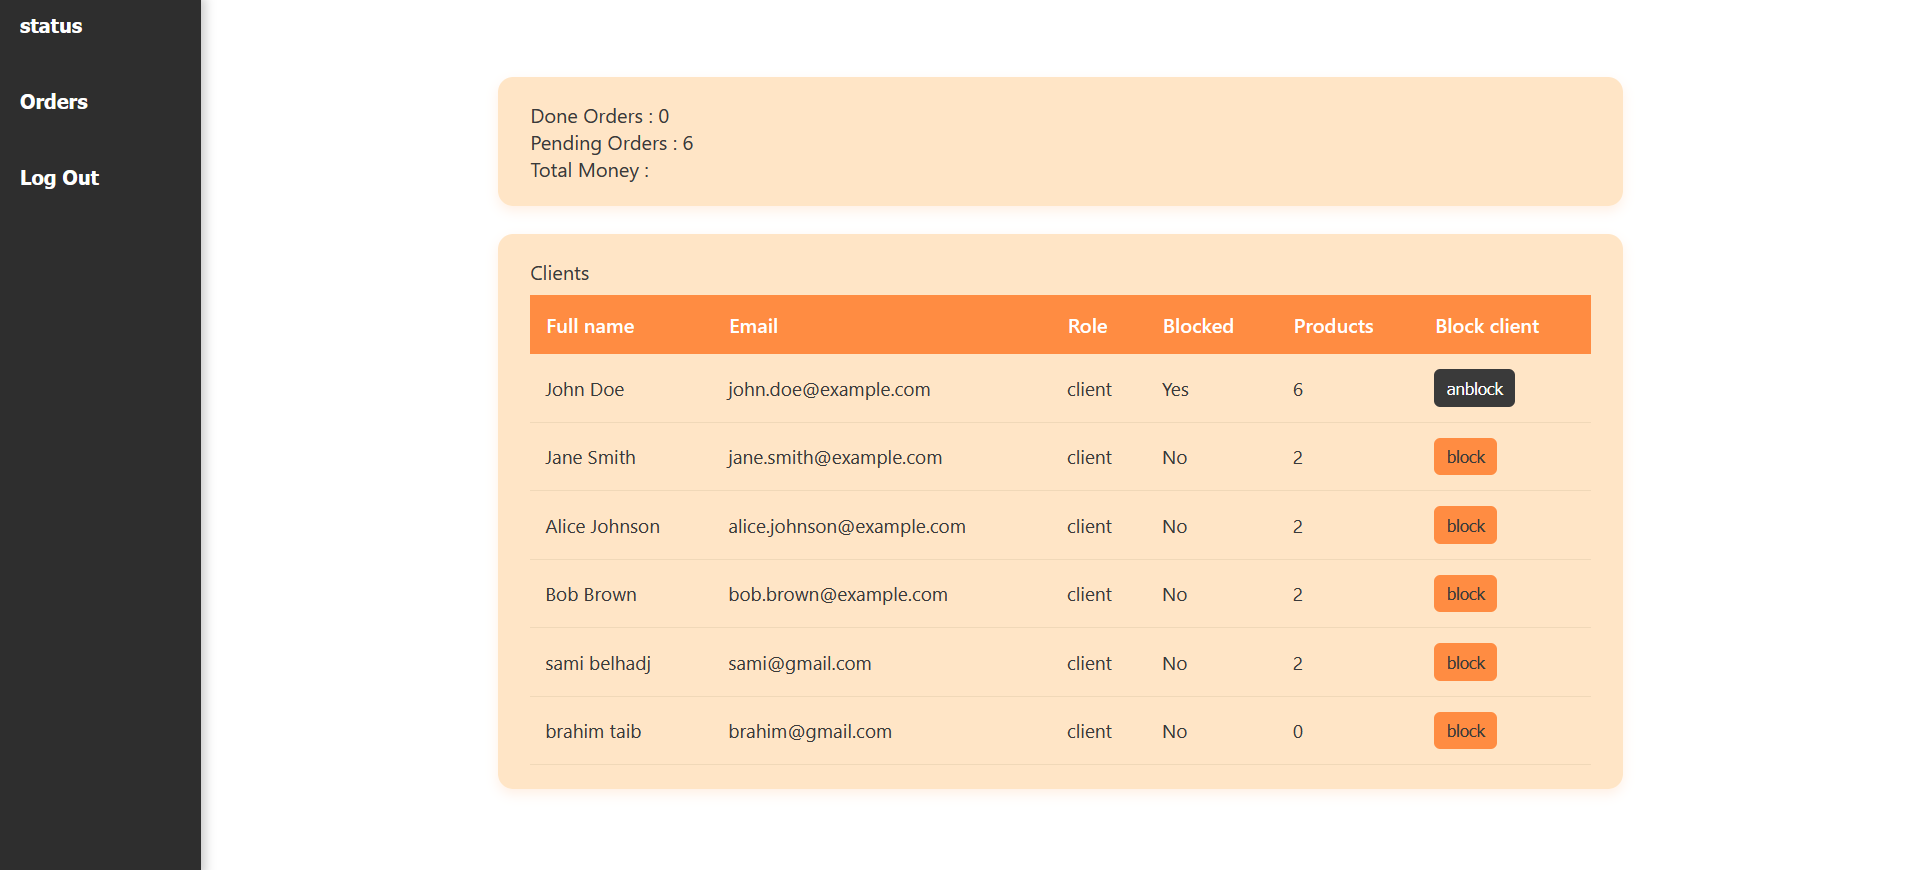 status
Orders
Log Out
Done Orders : 0
Pending Orders : 6
Total Money :
Clients
Full name Email Role Blocked Products Block client
John Doe john.doe@example.com client Yes 6 anblock
Jane Smith jane.smith@example.com client No 2 block
Alice Johnson alice.johnson@example.com client No 2 block
Bob Brown bob.brown@example.com client No 2 block
sami belhadj sami@gmail.com client No 2 block
brahim taib brahim@gmail.com client No 0 block